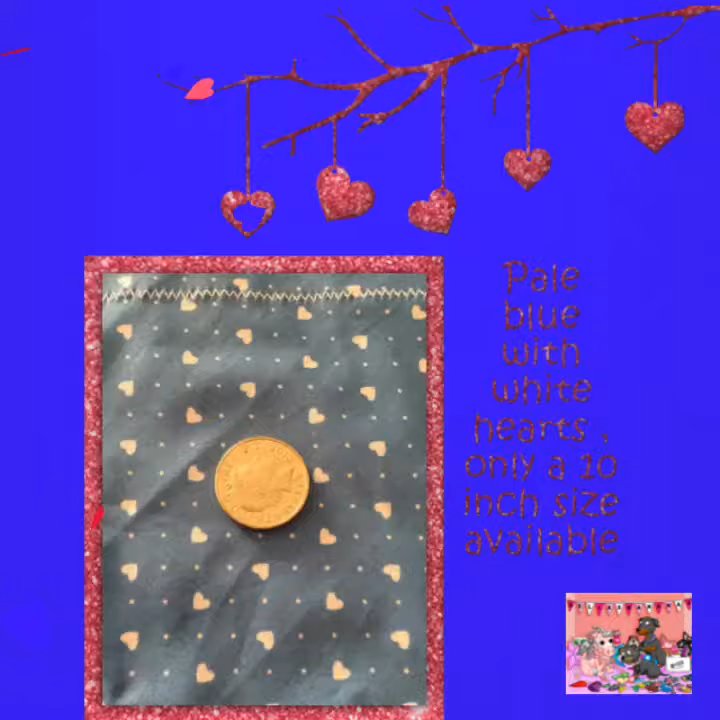 Pale
blue
with
white
hearts ,
only a 10
inch size
available